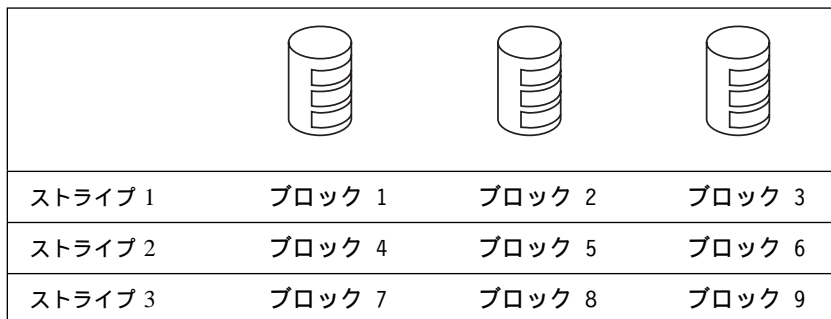 ストライプ 1 ブロック 1 ブロック 2 ブロック 3
ストライプ 2 ブロック 4 ブロック 5 ブロック 6
ストライプ 3 ブロック 7 ブロック 8 ブロック 9